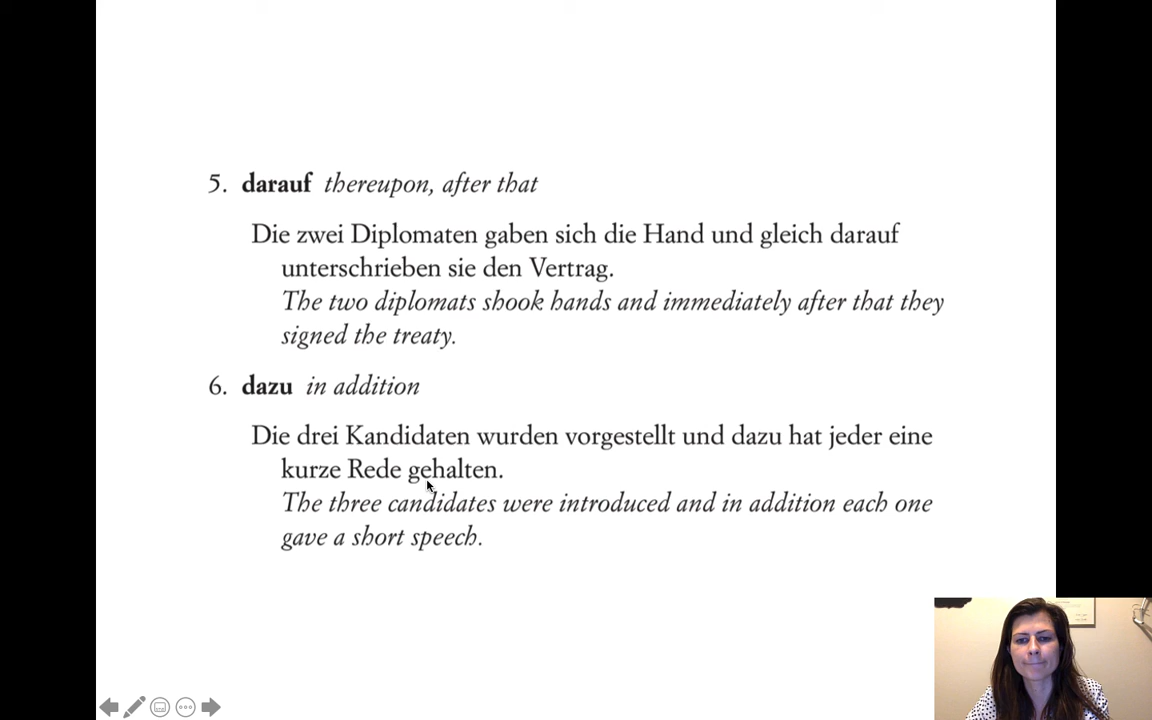 5. darauf thereupon, after that
Die zwei Diplomaten gaben sich die Hand und gleich darauf
unterschrieben sie den Vertrag.
The two diplomats shook hands and immediately after that they
signed the treaty.
6. dazu in addition
Die drei Kandidaten wurden vorgestellt und dazu hat jeder eine
kurze Rede gehalten.
The three candidates were introduced and in addition each one
gave a short speech.